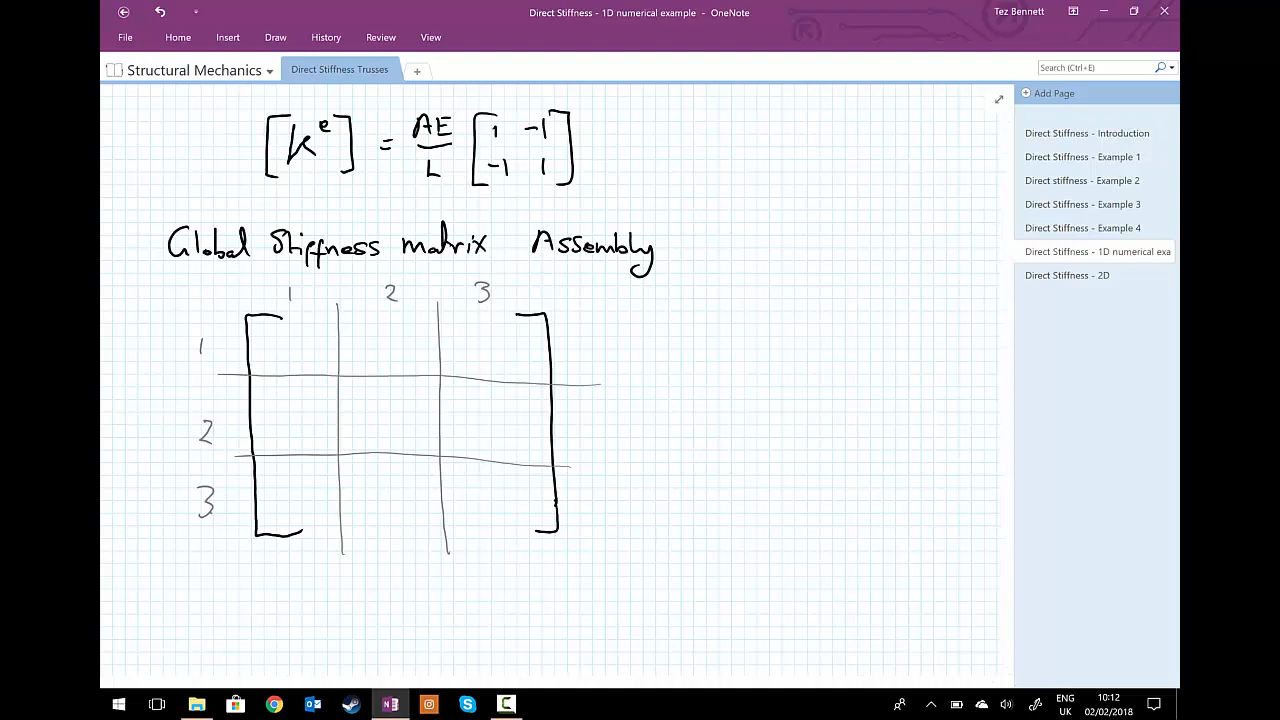 Direct Stiffness - 1D numerical example - OneNote
Tez Bennett
File Home Insert Draw History Review View
Structural Mechanics
Direct Stiffness Trusses
+
Search (Ctrl+E)
Add Page
Direct Stiffness - Introduction
Direct Stiffness - Example 1
Direct stiffness - Example 2
Direct Stiffness - Example 3
Direct Stiffness - Example 4
Direct Stiffness - 1D numerical exa
Direct Stiffness - 2D
[K^e] = AE/L [1 -1
-1 1]
Global Stiffness matrix Assembly
1 2 3
1
2
3
ENG
UK
10:12
02/02/2018